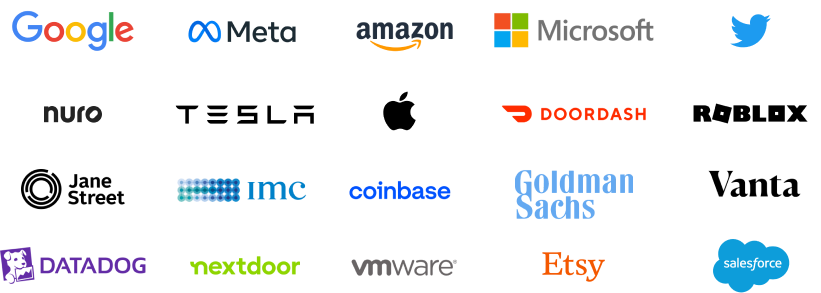 Google
Meta
amazon
Microsoft
nuro
TESLA
DOORDASH
ROBLOX
Jane
Street
imc
coinbase
Goldman
Sachs
Vanta
DATADOG
nextdoor
vmware®
Etsy
salesforce